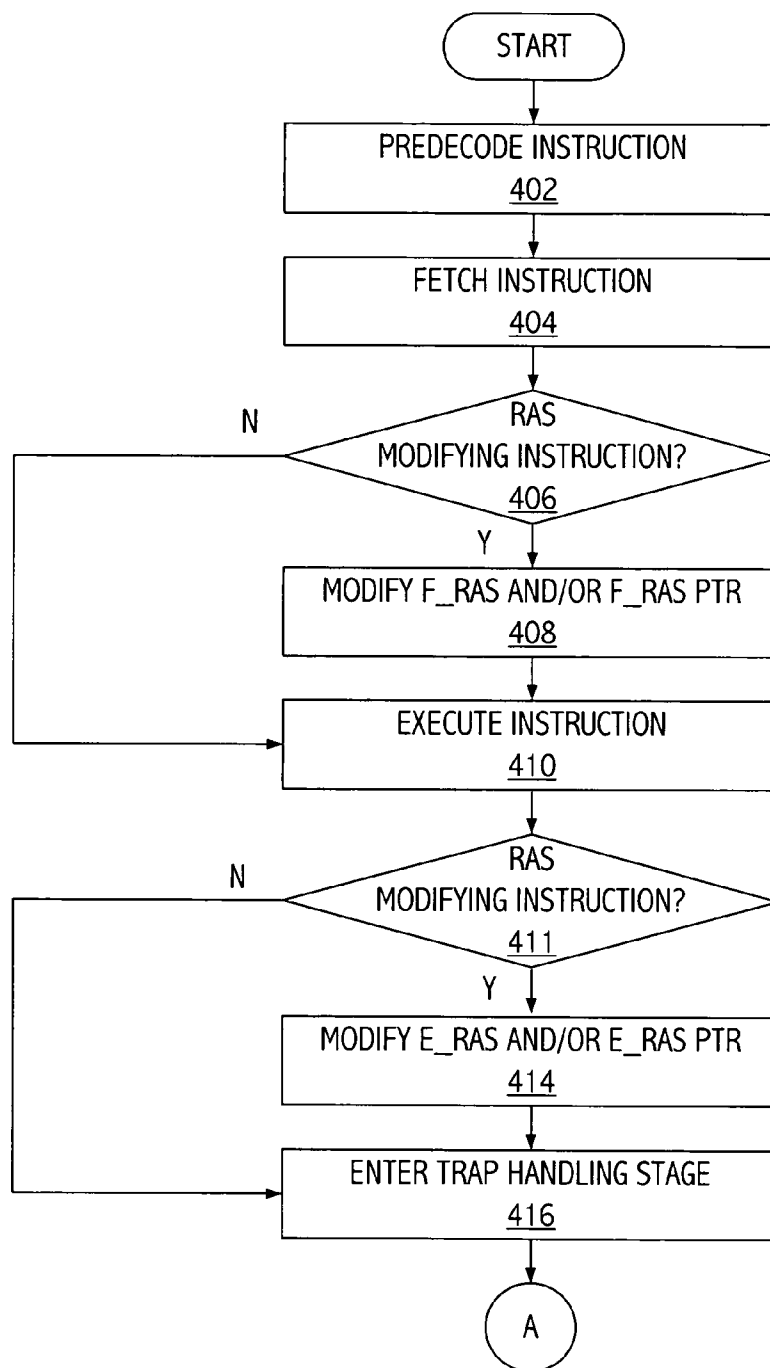 START
PREDECODE INSTRUCTION
402
FETCH INSTRUCTION
404
N
RAS
MODIFYING INSTRUCTION?
406
Y
MODIFY F_RAS AND/OR F_RAS PTR
408
EXECUTE INSTRUCTION
410
N
RAS
MODIFYING INSTRUCTION?
411
Y
MODIFY E_RAS AND/OR E_RAS PTR
414
ENTER TRAP HANDLING STAGE
416
A